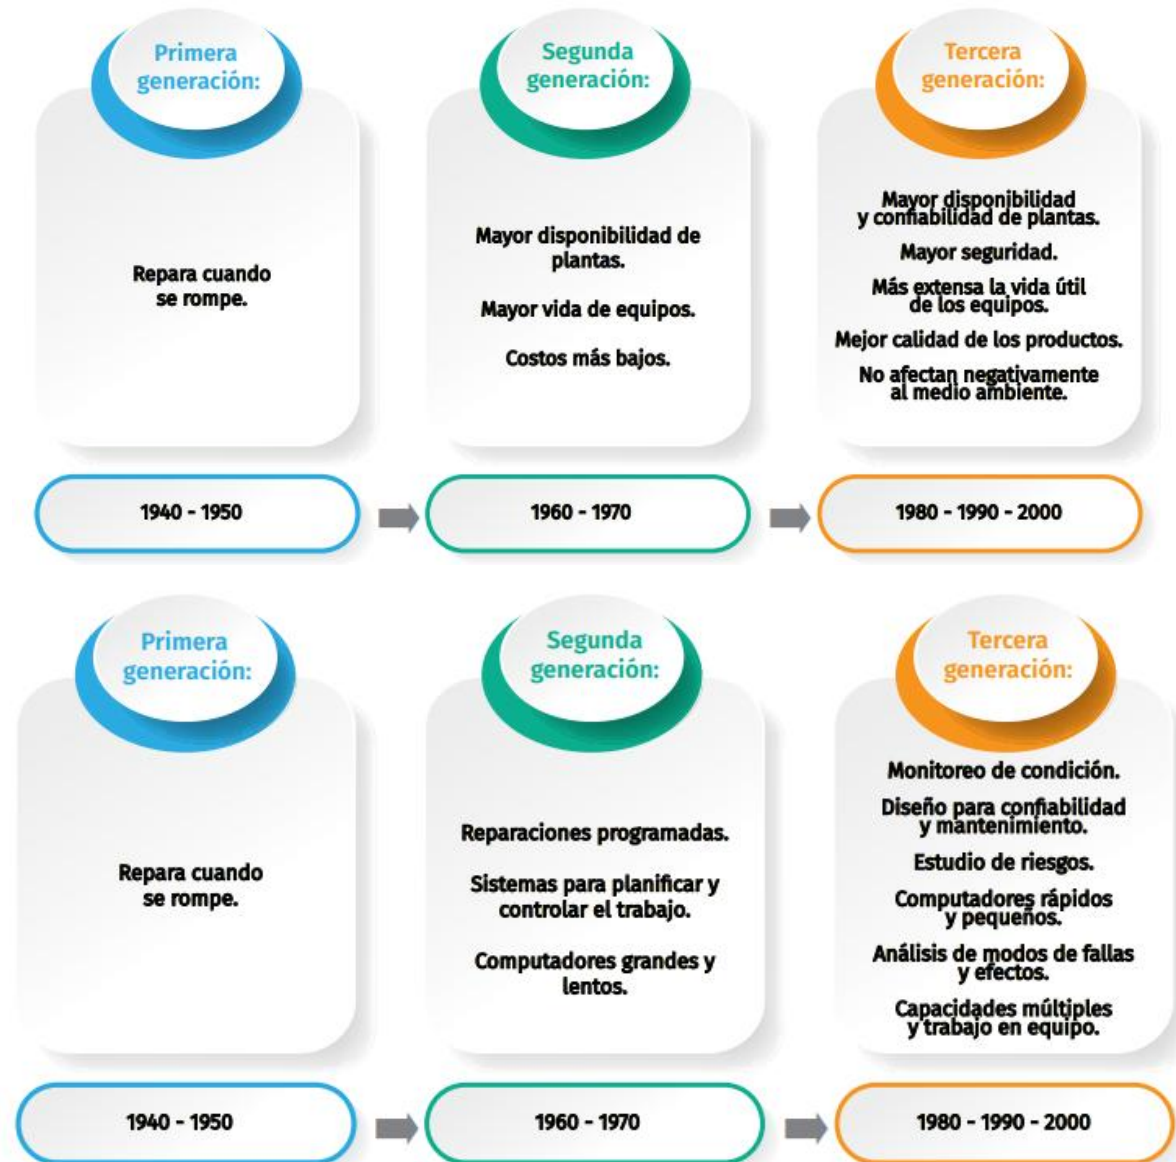 Primera
generación:
Repara cuando
se rompe.
1940 - 1950
Segunda
generación:
Mayor disponibilidad de
plantas.
Mayor vida de equipos.
Costos más bajos.
1960 - 1970
Tercera
generación:
Mayor disponibilidad
y confiabilidad de plantas.
Mayor seguridad.
Más extensa la vida útil
de los equipos.
Mejor calidad de los productos.
No afectan negativamente
al medio ambiente.
1980 - 1990 - 2000
Primera
generación:
Repara cuando
se rompe.
1940 - 1950
Segunda
generación:
Reparaciones programadas.
Sistemas para planificar y
controlar el trabajo.
Computadores grandes y
lentos.
1960 - 1970
Tercera
generación:
Monitoreo de condición.
Diseño para confiabilidad
y mantenimiento.
Estudio de riesgos.
Computadores rápidos
y pequeños.
Análisis de modos de fallas
y efectos.
Capacidades múltiples
y trabajo en equipo.
1980 - 1990 - 2000